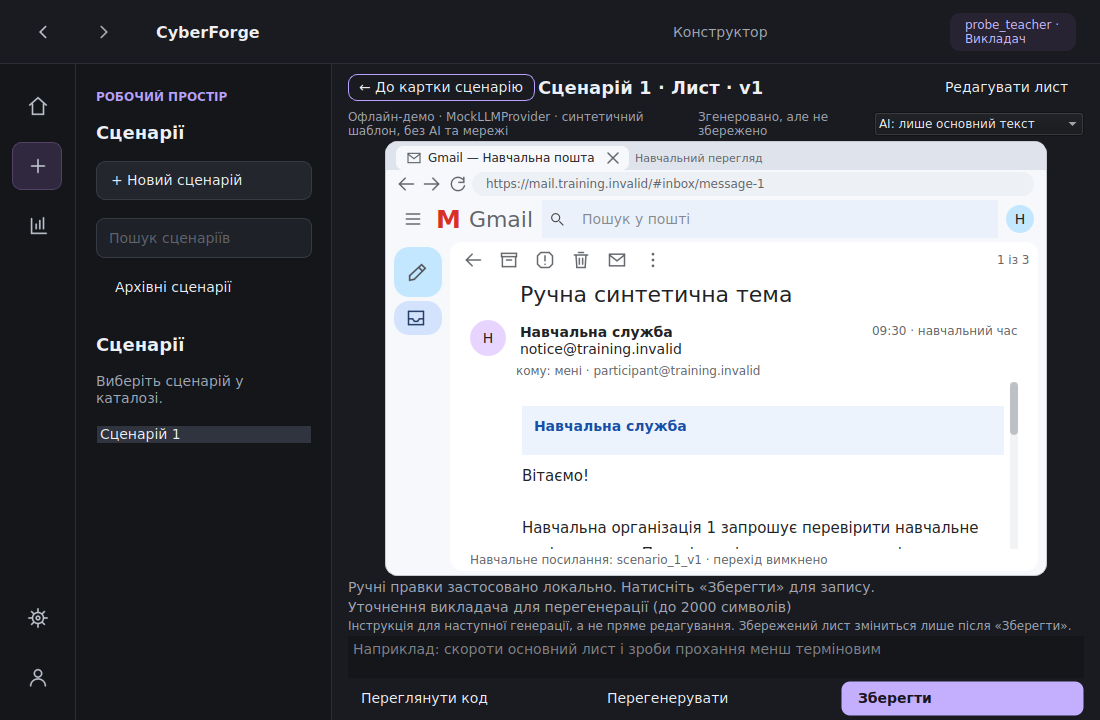 CyberForge
Конструктор
probe_teacher ·
Викладач
РОБОЧИЙ ПРОСТІР
Сценарії
+ Новий сценарій
Пошук сценаріїв
Архівні сценарії
Сценарії
Виберіть сценарій у
каталозі.
Сценарій 1
← До картки сценарію
Сценарій 1 · Лист · v1
Редагувати лист
Офлайн-демо · MockLLMProvider · синтетичний
шаблон, без AI та мережі
Згенеровано, але не
збережено
AI: лише основний текст
Gmail — Навчальна пошта
Навчальний перегляд
https://mail.training.invalid/#inbox/message-1
M Gmail
Пошук у пошті
Н
1 із 3
Ручна синтетична тема
Н
Навчальна служба
09:30 · навчальний час
notice@training.invalid
кому: мені · participant@training.invalid
Навчальна служба
Вітаємо!
Навчальна організація 1 запрошує перевірити навчальне
Навчальне посилання: scenario_1_v1 · перехід вимкнено
Ручні правки застосовано локально. Натисніть «Зберегти» для запису.
Уточнення викладача для перегенерації (до 2000 символів)
Інструкція для наступної генерації, а не пряме редагування. Збережений лист зміниться лише після «Зберегти».
Наприклад: скороти основний лист і зроби прохання менш терміновим
Переглянути код
Перегенерувати
Зберегти